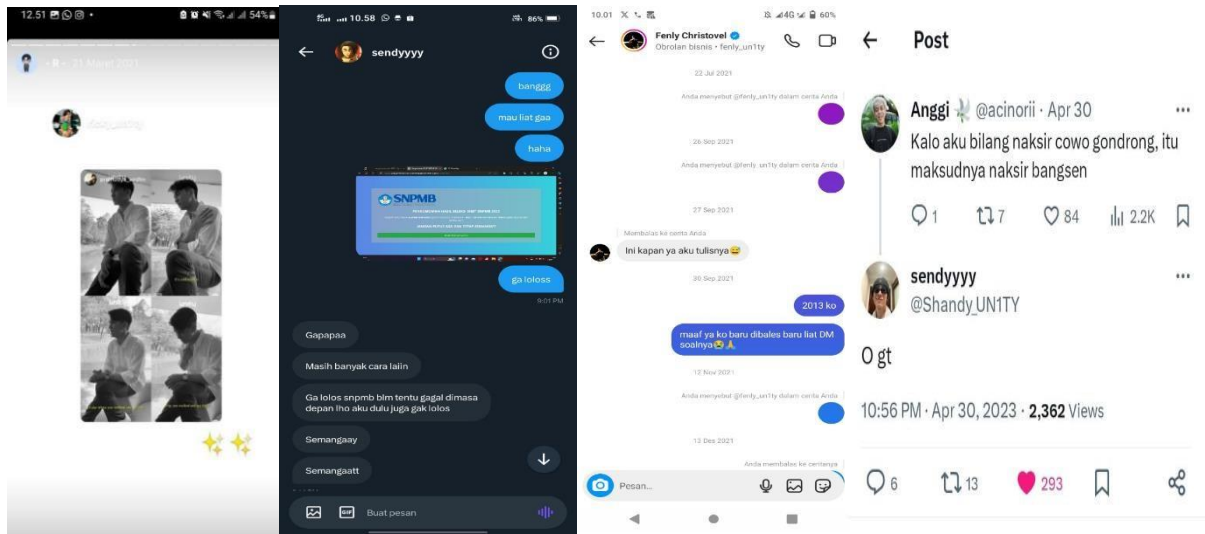 12.51
54%
21 Maret 2021
10.58
86%
sendyyyy
banggg
mau liat gaa
haha
SNPMB
ga loloss
9:01 PM
Gapapaa
Masih banyak cara laiin
Ga lolos snpmb blm tentu gagal dimasa
depan lho aku dulu juga gak lolos
Semangaay
Semangaatt
GIF
Buat pesan
10.01
4G
60%
Fenly Christovel
Obrolan bisnis · fenly_un1ty
22 Jul 2021
Anda menyebut @fenly_un1ty dalam cerita Anda
26 Sep 2021
Anda menyebut @fenly_un1ty dalam cerita Anda
27 Sep 2021
Membalas ke cerita Anda
Ini kapan ya aku tulisnya😅
30 Sep 2021
2013 ko
maaf ya ko baru dibales baru liat DM
soalnya😭🙏
12 Nov 2021
Anda menyebut @fenly_un1ty dalam cerita Anda
13 Des 2021
Anda membalas ke ceritanya
Pesan...
Post
Anggi @acinorii · Apr 30
Kalo aku bilang naksir cowo gondrong, itu
maksudnya naksir bangsen
1 7 84 2.2K
sendyyyy
@Shandy_UN1TY
O gt
10:56 PM · Apr 30, 2023 · 2,362 Views
6 13 293